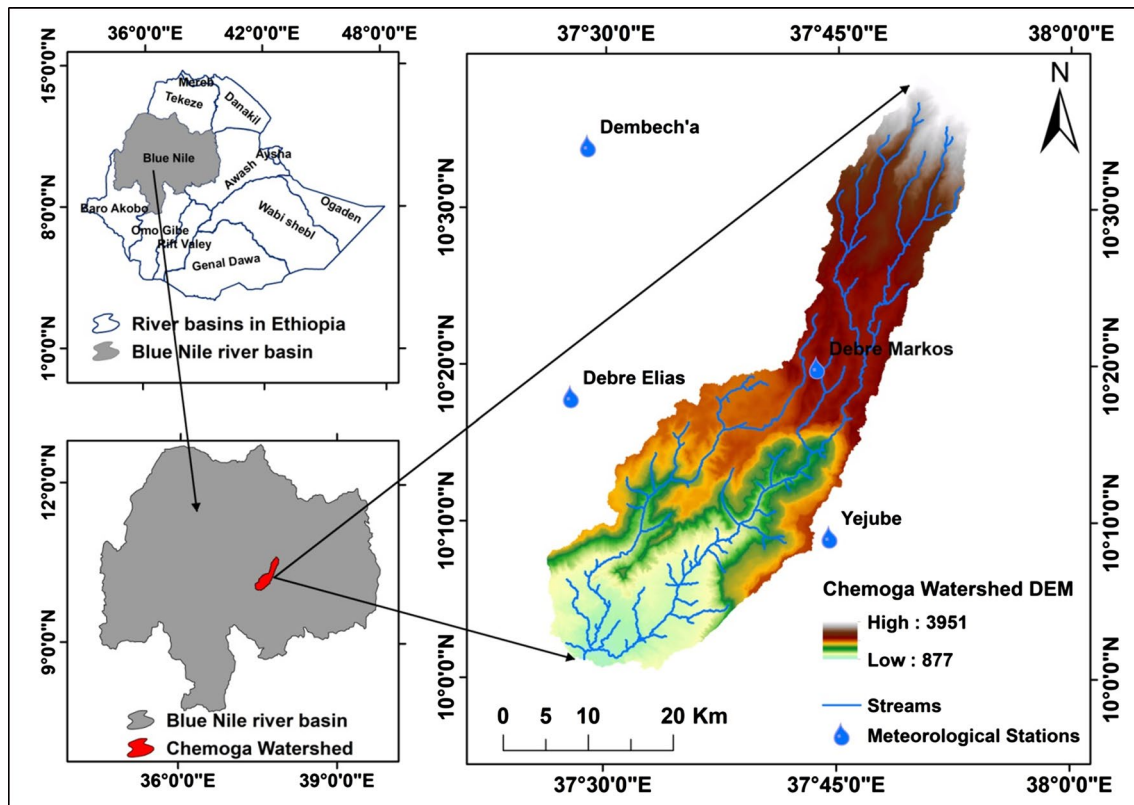 36°0'0"E 42°0'0"E 48°0'0"E
15°0'0"N
8°0'0"N
1°0'0"N
Mereb
Tekeze
Danakil
Blue Nile
Aysha
Awash
Baro Akobo
Ogaden
Wabi shebl
Omo Gibe
Rift Valley
Genal Dawa
River basins in Ethiopia
Blue Nile river basin
12°0'0"N
9°0'0"N
Blue Nile river basin
Chemoga Watershed
36°0'0"E 39°0'0"E
37°30'0"E 37°45'0"E 38°0'0"E
N
Dembech'a
10°30'0"N 10°30'0"N
Debre Markos
Debre Elias
10°20'0"N 10°20'0"N
10°10'0"N 10°10'0"N
Yejube
Chemoga Watershed DEM
High : 3951
Low : 877
10°0'0"N 10°0'0"N
Streams
Meteorological Stations
0 5 10 20 Km
37°30'0"E 37°45'0"E 38°0'0"E